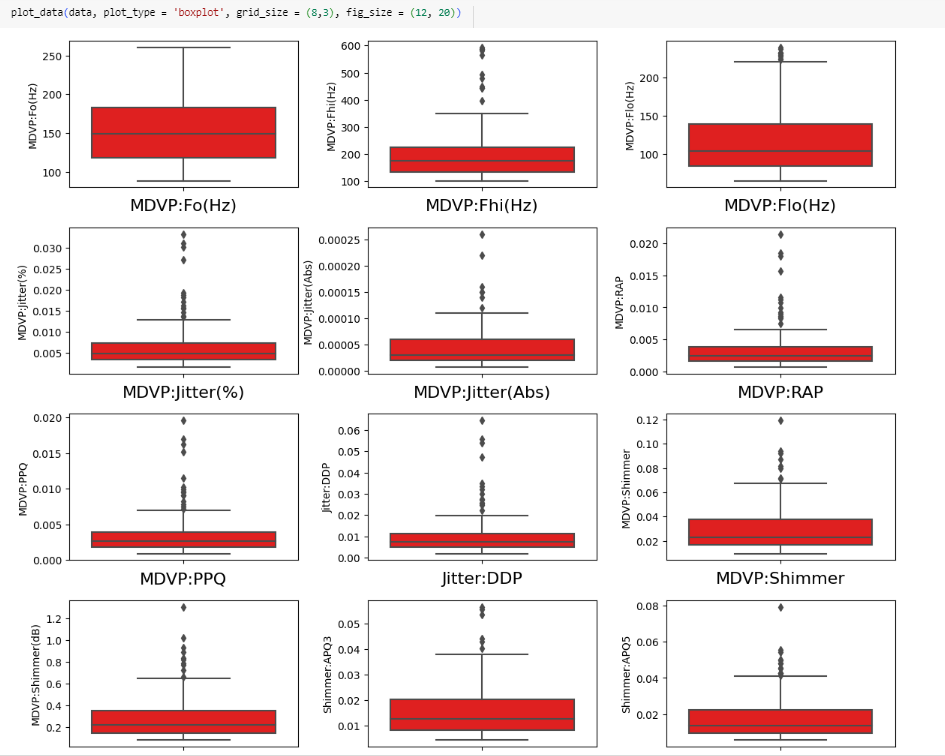 plot_data(data, plot_type = 'boxplot', grid_size = (8,3), fig_size = (12, 20))
MDVP:Fo(Hz)
250
200
150
100
MDVP:Fo(Hz)
MDVP:Fhi(Hz)
600
500
400
300
200
100
MDVP:Fhi(Hz)
MDVP:Flo(Hz)
200
150
100
MDVP:Flo(Hz)
MDVP:Jitter(%)
0.030
0.025
0.020
0.015
0.010
0.005
MDVP:Jitter(%)
MDVP:Jitter(Abs)
0.00025
0.00020
0.00015
0.00010
0.00005
0.00000
MDVP:Jitter(Abs)
MDVP:RAP
0.020
0.015
0.010
0.005
0.000
MDVP:RAP
MDVP:PPQ
0.020
0.015
0.010
0.005
0.000
MDVP:PPQ
Jitter:DDP
0.06
0.05
0.04
0.03
0.02
0.01
0.00
Jitter:DDP
MDVP:Shimmer
0.12
0.10
0.08
0.06
0.04
0.02
MDVP:Shimmer
MDVP:Shimmer(dB)
1.2
1.0
0.8
0.6
0.4
0.2
Shimmer:APQ3
0.05
0.04
0.03
0.02
0.01
Shimmer:APQ5
0.08
0.06
0.04
0.02